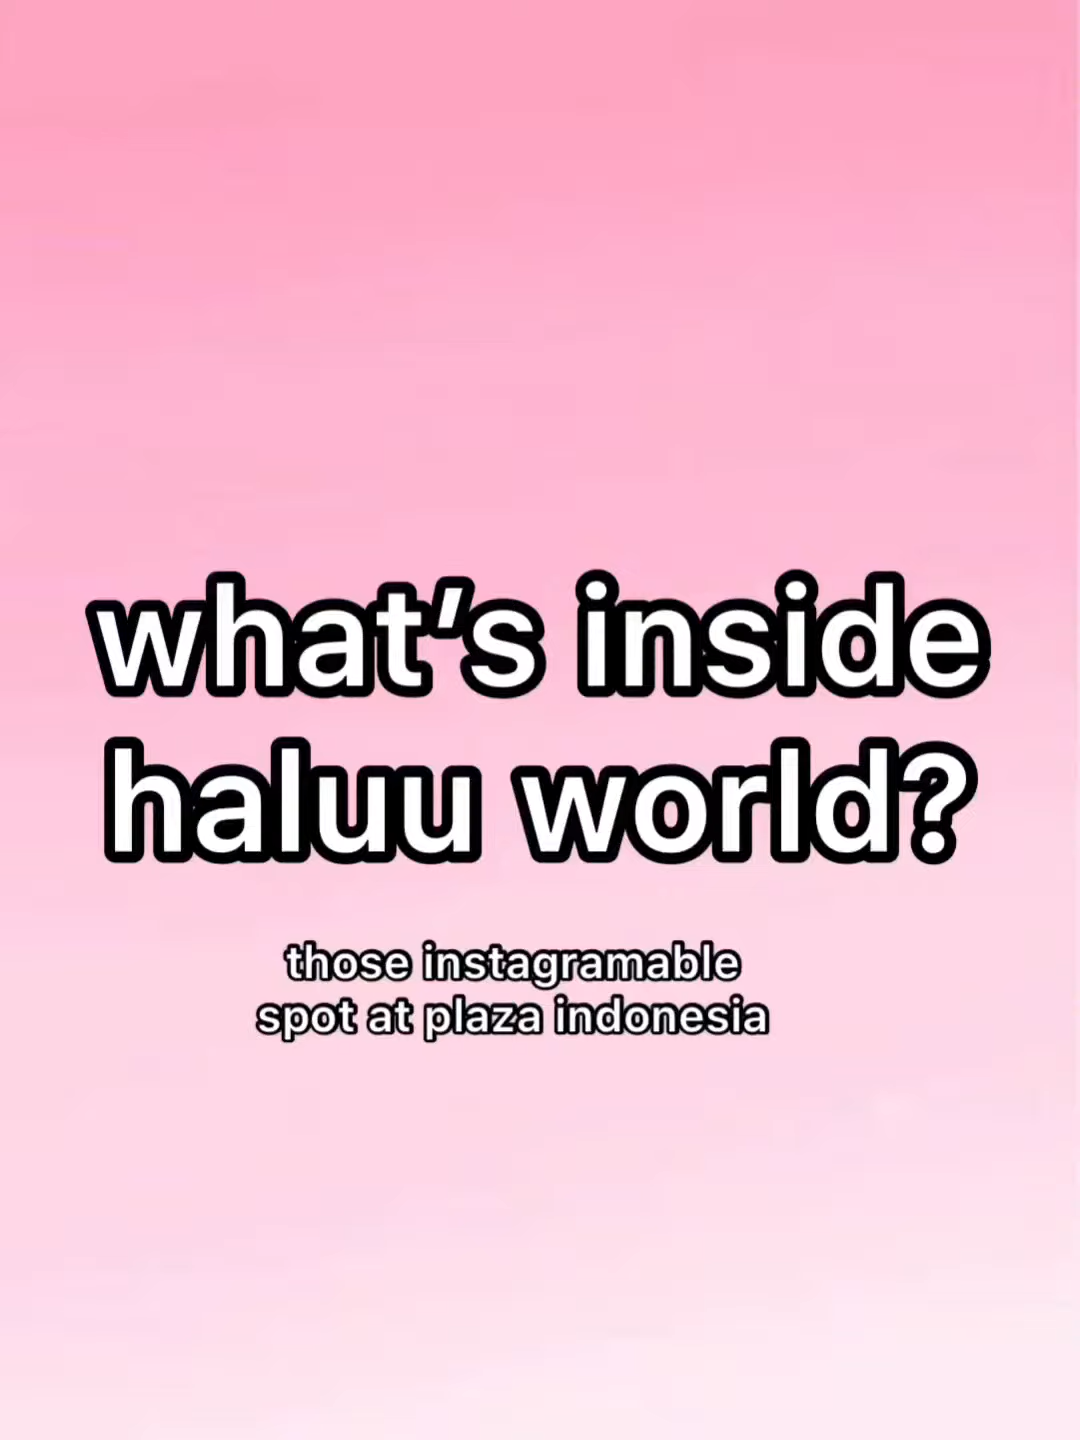 what's inside
haluu world?
those instagramable
spot at plaza indonesia